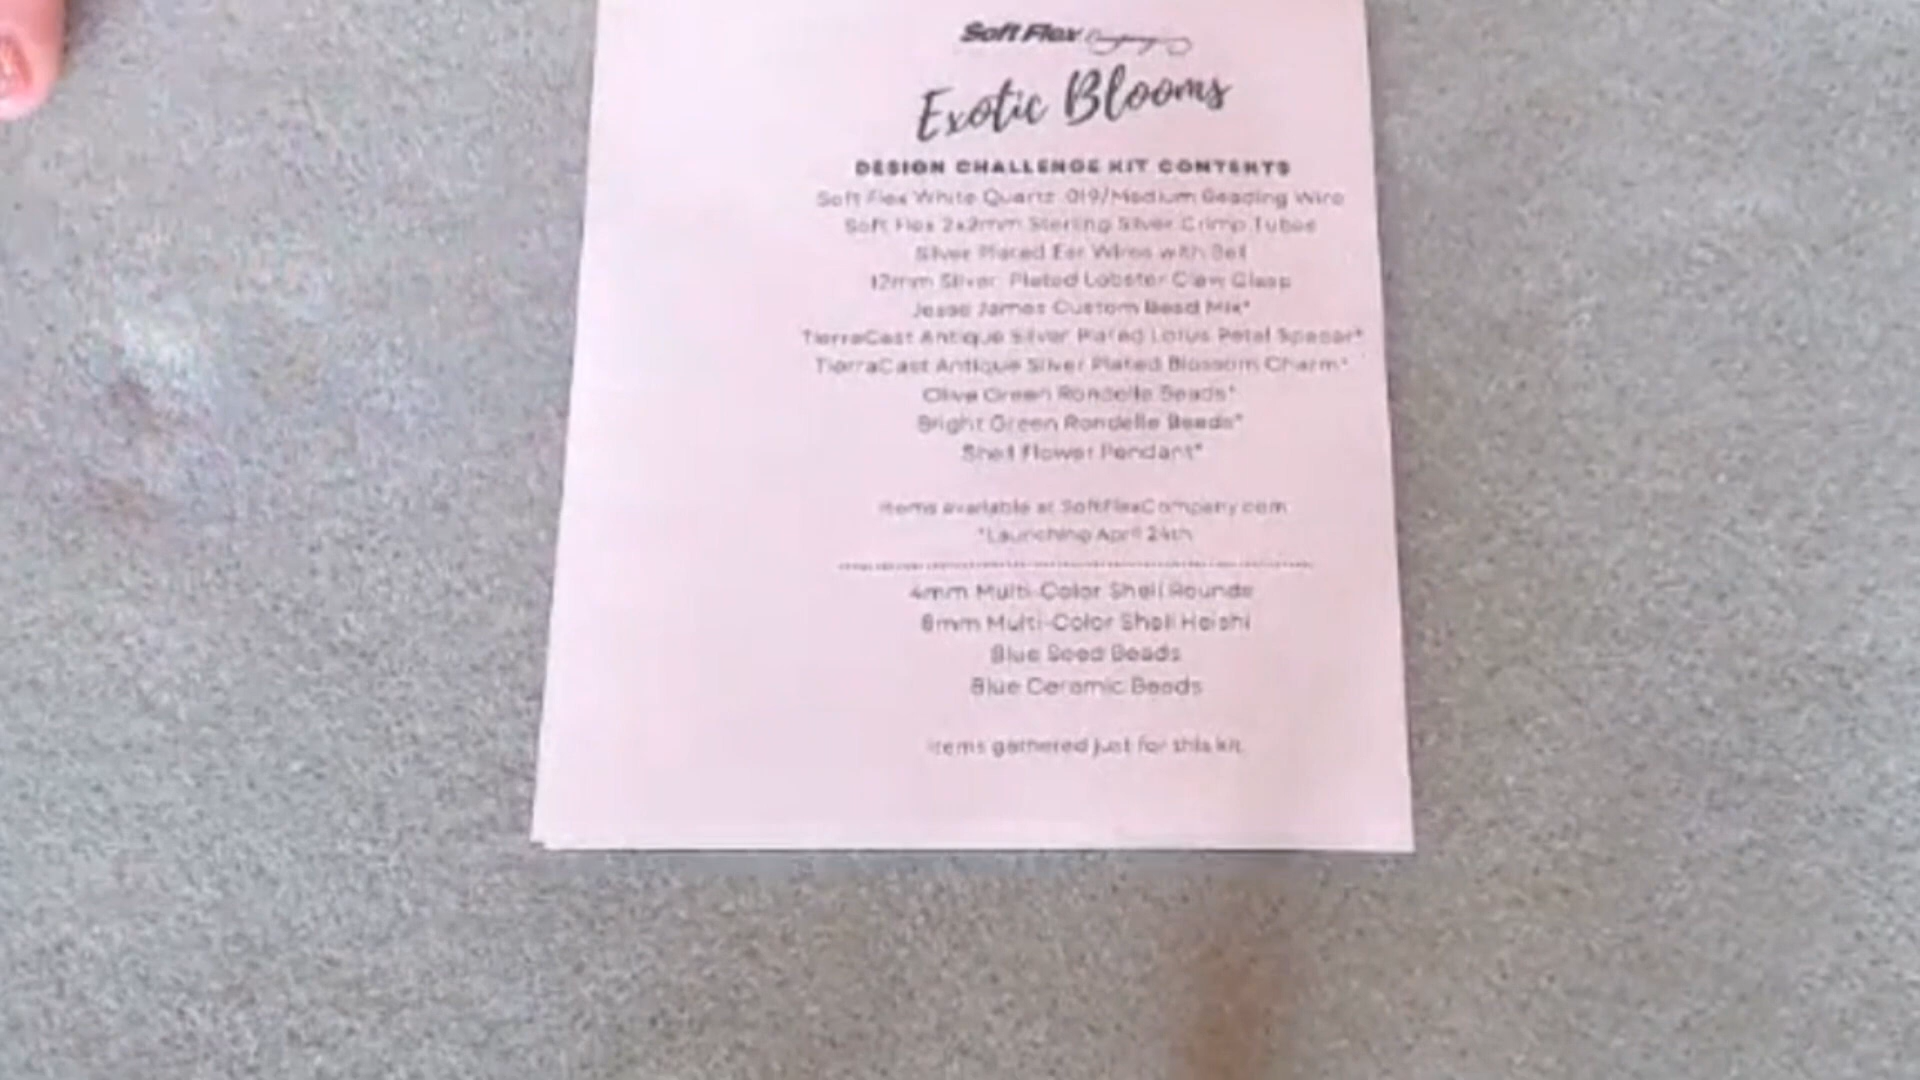 Soft Flex Company
Exotic Blooms
DESIGN CHALLENGE KIT CONTENTS
Soft Flex White Quartz .019/Medium Beading Wire
Soft Flex 2x2mm Sterling Silver Crimp Tubes
Silver Plated Ear Wires with Ball
12mm Silver Plated Lobster Claw Clasp
Jesse James Custom Bead Mix*
TierraCast Antique Silver Plated Lotus Petal Spacer*
TierraCast Antique Silver Plated Blossom Charm*
Olive Green Rondelle Beads*
Bright Green Rondelle Beads*
Shell Flower Pendant*
Items available at SoftFlexCompany.com
*Launching April 24th
4mm Multi-Color Shell Rounds
8mm Multi-Color Shell Heishi
Blue Seed Beads
Blue Ceramic Beads
Items gathered just for this kit.